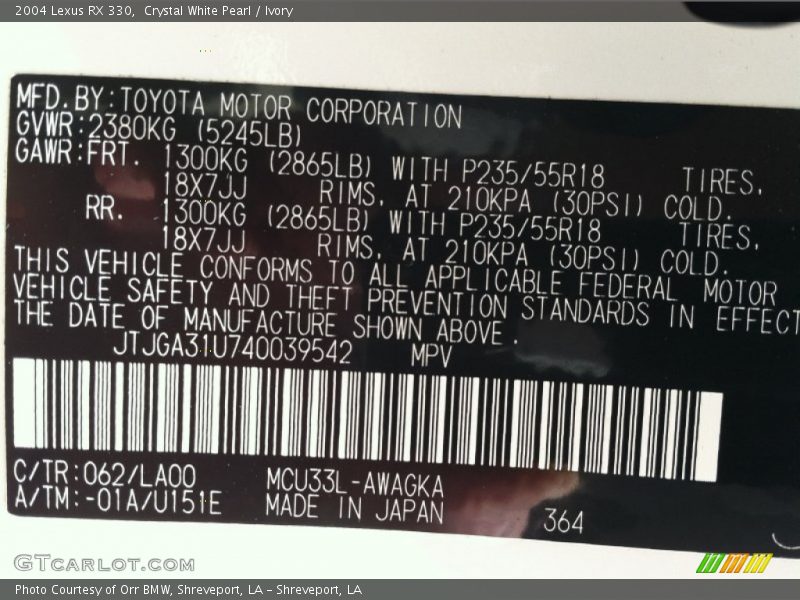 2004 Lexus RX 330, Crystal White Pearl / Ivory
MFD.BY:TOYOTA MOTOR CORPORATION
GVWR:2380KG (5245LB)
GAWR:FRT. 1300KG (2865LB) WITH P235/55R18 TIRES,
18X7JJ RIMS, AT 210KPA (30PSI) COLD.
RR. 1300KG (2865LB) WITH P235/55R18 TIRES,
18X7JJ RIMS, AT 210KPA (30PSI) COLD.
THIS VEHICLE CONFORMS TO ALL APPLICABLE FEDERAL MOTOR
VEHICLE SAFETY AND THEFT PREVENTION STANDARDS IN EFFECT
THE DATE OF MANUFACTURE SHOWN ABOVE.
JTJGA31U740039542 MPV
C/TR:062/LA00 MCU33L-AWAGKA
A/TM:-01A/U151E MADE IN JAPAN 364
GTcarlot.com
Photo Courtesy of Orr BMW, Shreveport, LA – Shreveport, LA